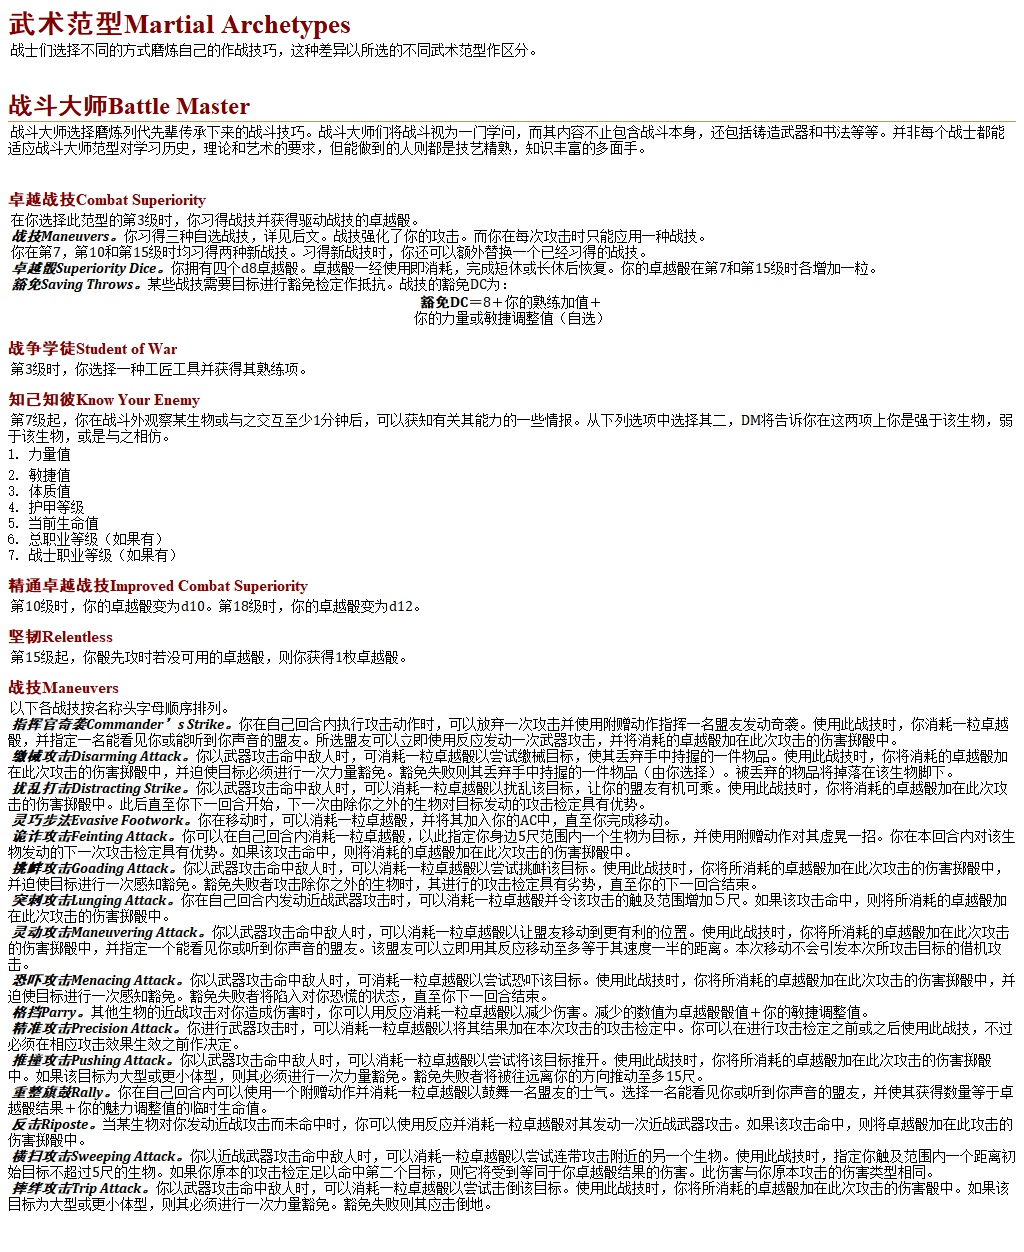 武术范型Martial Archetypes
战士们选择不同的方式磨炼自己的作战技巧，这种差异以所选的不同武术范型作区分。
战斗大师Battle Master
战斗大师选择磨炼列代先辈传承下来的战斗技巧。战斗大师们将战斗视为一门学问，而其内容不止包含战斗本身，还包括铸造武器和书法等等。并非每个战士都能
适应战斗大师范型对学习历史，理论和艺术的要求，但能做到的人则都是技艺精熟，知识丰富的多面手。
卓越战技Combat Superiority
在你选择此范型的第3级时，你习得战技并获得驱动战技的卓越骰。
战技Maneuvers。你习得三种自选战技，详见后文。战技强化了你的攻击。而你在每次攻击时只能应用一种战技。
你在第7，第10和第15级时均习得两种新战技。习得新战技时，你还可以额外替换一个已经习得的战技。
卓越骰Superiority Dice。你拥有四个d8卓越骰。卓越骰一经使用即消耗，完成短休或长休后恢复。你的卓越骰在第7和第15级时各增加一粒。
豁免Saving Throws。某些战技需要目标进行豁免检定作抵抗。战技的豁免DC为：
豁免DC＝8＋你的熟练加值＋
你的力量或敏捷调整值（自选）
战争学徒Student of War
第3级时，你选择一种工匠工具并获得其熟练项。
知己知彼Know Your Enemy
第7级起，你在战斗外观察某生物或与之交互至少1分钟后，可以获知有关其能力的一些情报。从下列选项中选择其二，DM将告诉你在这两项上你是强于该生物，弱
于该生物，或是与之相仿。
1. 力量值
2. 敏捷值
3. 体质值
4. 护甲等级
5. 当前生命值
6. 总职业等级（如果有）
7. 战士职业等级（如果有）
精通卓越战技Improved Combat Superiority
第10级时，你的卓越骰变为d10。第18级时，你的卓越骰变为d12。
坚韧Relentless
第15级起，你骰先攻时若没可用的卓越骰，则你获得1枚卓越骰。
战技Maneuvers
以下各战技按名称头字母顺序排列。
指挥官奇袭Commander’s Strike。你在自己回合内执行攻击动作时，可以放弃一次攻击并使用附赠动作指挥一名盟友发动奇袭。使用此战技时，你消耗一粒卓越
骰，并指定一名能看见你或能听到你声音的盟友。所选盟友可以立即使用反应发动一次武器攻击，并将消耗的卓越骰加在此次攻击的伤害掷骰中。
缴械攻击Disarming Attack。你以武器攻击命中敌人时，可消耗一粒卓越骰以尝试缴械目标，使其丢弃手中持握的一件物品。使用此战技时，你将消耗的卓越骰加
在此次攻击的伤害掷骰中，并迫使目标必须进行一次力量豁免。豁免失败则其丢弃手中持握的一件物品（由你选择）。被丢弃的物品将掉落在该生物脚下。
扰乱打击Distracting Strike。你以武器攻击命中敌人时，可以消耗一粒卓越骰以扰乱该目标，让你的盟友有机可乘。使用此战技时，你将消耗的卓越骰加在此次攻
击的伤害掷骰中。此后直至你下一回合开始，下一次由除你之外的生物对目标发动的攻击检定具有优势。
灵巧步法Evasive Footwork。你在移动时，可以消耗一粒卓越骰，并将其加入你的AC中，直至你完成移动。
诡诈攻击Feinting Attack。你可以在自己回合内消耗一粒卓越骰，以此指定你身边5尺范围内一个生物为目标，并使用附赠动作对其虚晃一招。你在本回合内对该生
物发动的下一次攻击检定具有优势。如果该攻击命中，则将消耗的卓越骰加在此次攻击的伤害掷骰中。
挑衅攻击Goading Attack。你以武器攻击命中敌人时，可以消耗一粒卓越骰以尝试挑衅该目标。使用此战技时，你将所消耗的卓越骰加在此次攻击的伤害掷骰中，
并迫使目标进行一次感知豁免。豁免失败者攻击除你之外的生物时，其进行的攻击检定具有劣势，直至你的下一回合结束。
突刺攻击Lunging Attack。你在自己回合内发动近战武器攻击时，可以消耗一粒卓越骰并令该攻击的触及范围增加５尺。如果该攻击命中，则将所消耗的卓越骰加
在此次攻击的伤害掷骰中。
灵动攻击Maneuvering Attack。你以武器攻击命中敌人时，可以消耗一粒卓越骰以让盟友移动到更有利的位置。使用此战技时，你将所消耗的卓越骰加在此次攻击
的伤害掷骰中，并指定一个能看见你或听到你声音的盟友。该盟友可以立即用其反应移动至多等于其速度一半的距离。本次移动不会引发本次所攻击目标的借机攻
击。
恐吓攻击Menacing Attack。你以武器攻击命中敌人时，可消耗一粒卓越骰以尝试恐吓该目标。使用此战技时，你将所消耗的卓越骰加在此次攻击的伤害掷骰中，并
迫使目标进行一次感知豁免。豁免失败者将陷入对你恐慌的状态，直至你下一回合结束。
格挡Parry。其他生物的近战攻击对你造成伤害时，你可以用反应消耗一粒卓越骰以减少伤害。减少的数值为卓越骰骰值＋你的敏捷调整值。
精准攻击Precision Attack。你进行武器攻击时，可以消耗一粒卓越骰以将其结果加在本次攻击的攻击检定中。你可以在进行攻击检定之前或之后使用此战技，不过
必须在相应攻击效果生效之前作决定。
推撞攻击Pushing Attack。你以武器攻击命中敌人时，可以消耗一粒卓越骰以尝试将该目标推开。使用此战技时，你将所消耗的卓越骰加在此次攻击的伤害掷骰
中。如果该目标为大型或更小体型，则其必须进行一次力量豁免。豁免失败者将被往远离你的方向推动至多15尺。
重整旗鼓Rally。你在自己回合内可以使用一个附赠动作并消耗一粒卓越骰以鼓舞一名盟友的士气。选择一名能看见你或听到你声音的盟友，并使其获得数量等于卓
越骰结果＋你的魅力调整值的临时生命值。
反击Riposte。当某生物对你发动近战攻击而未命中时，你可以使用反应并消耗一粒卓越骰对其发动一次近战武器攻击。如果该攻击命中，则将卓越骰加在此攻击的
伤害掷骰中。
横扫攻击Sweeping Attack。你以近战武器攻击命中敌人时，可以消耗一粒卓越骰以尝试连带攻击附近的另一个生物。使用此战技时，指定你触及范围内一个距离初
始目标不超过5尺的生物。如果你原本的攻击检定足以命中第二个目标，则它将受到等同于你卓越骰结果的伤害。此伤害与你原本攻击的伤害类型相同。
摔绊攻击Trip Attack。你以武器攻击命中敌人时，可以消耗一粒卓越骰以尝试击倒该目标。使用此战技时，你将所消耗的卓越骰加在此次攻击的伤害骰中。如果该
目标为大型或更小体型，则其必须进行一次力量豁免。豁免失败则其应击倒地。